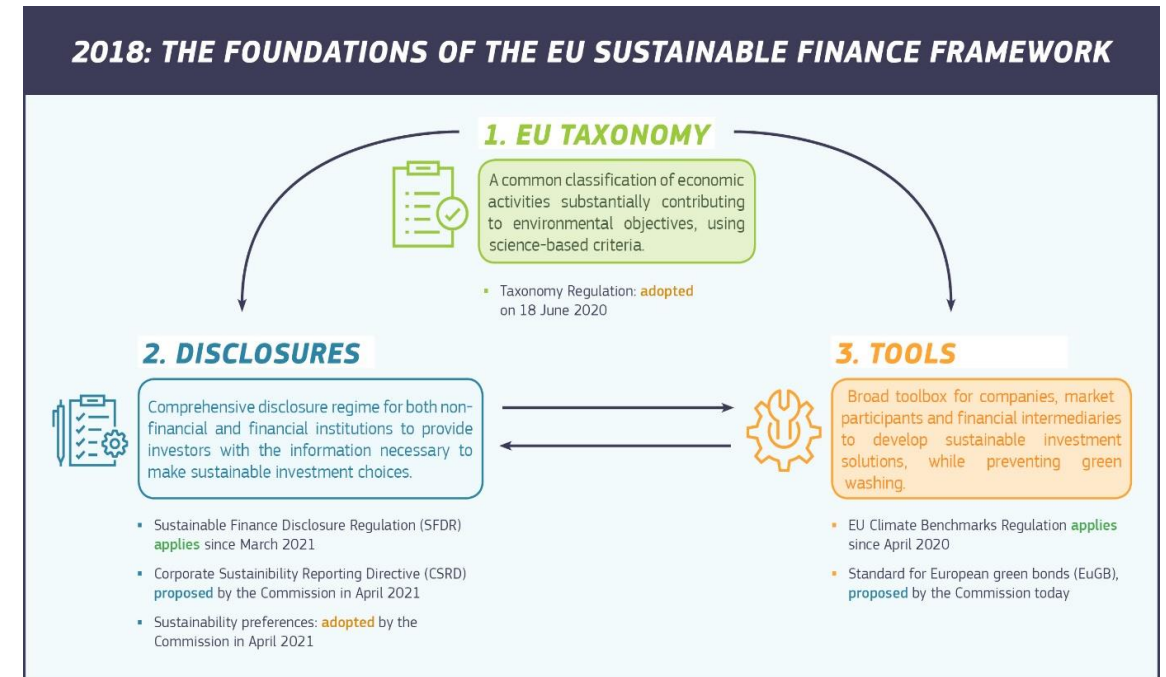 2018: THE FOUNDATIONS OF THE EU SUSTAINABLE FINANCE FRAMEWORK
1. EU TAXONOMY
A common classification of economic
activities substantially contributing
to environmental objectives, using
science-based criteria.
▪ Taxonomy Regulation: adopted
on 18 June 2020
2. DISCLOSURES
Comprehensive disclosure regime for both non-
financial and financial institutions to provide
investors with the information necessary to
make sustainable investment choices.
▪ Sustainable Finance Disclosure Regulation (SFDR)
applies since March 2021
▪ Corporate Sustainibility Reporting Directive (CSRD)
proposed by the Commission in April 2021
▪ Sustainability preferences: adopted by the
Commission in April 2021
3. TOOLS
Broad toolbox for companies, market
participants and financial intermediaries
to develop sustainable investment
solutions, while preventing green
washing.
▪ EU Climate Benchmarks Regulation applies
since April 2020
▪ Standard for European green bonds (EuGB),
proposed by the Commission today